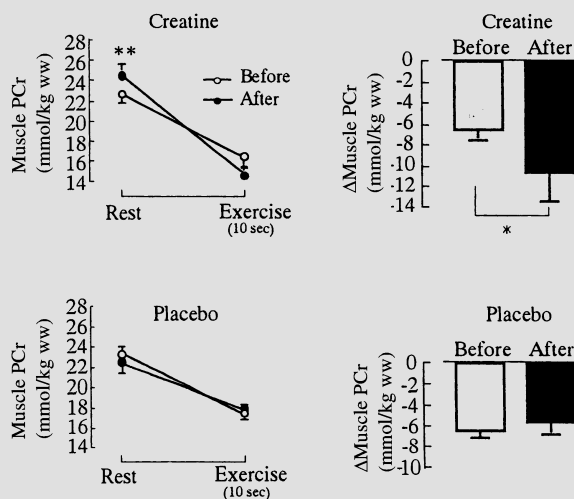 Creatine
Muscle PCr
(mmol/kg ww)
28
26
24
22
20
18
16
14
**
Before
After
Rest
Exercise
(10 sec)
Creatine
Before
After
ΔMuscle PCr
(mmol/kg ww)
0
-2
-4
-6
-8
-10
-12
-14
*
Placebo
Muscle PCr
(mmol/kg ww)
28
26
24
22
20
18
16
14
Rest
Exercise
(10 sec)
Placebo
Before
After
ΔMuscle PCr
(mmol/kg ww)
0
-2
-4
-6
-8
-10